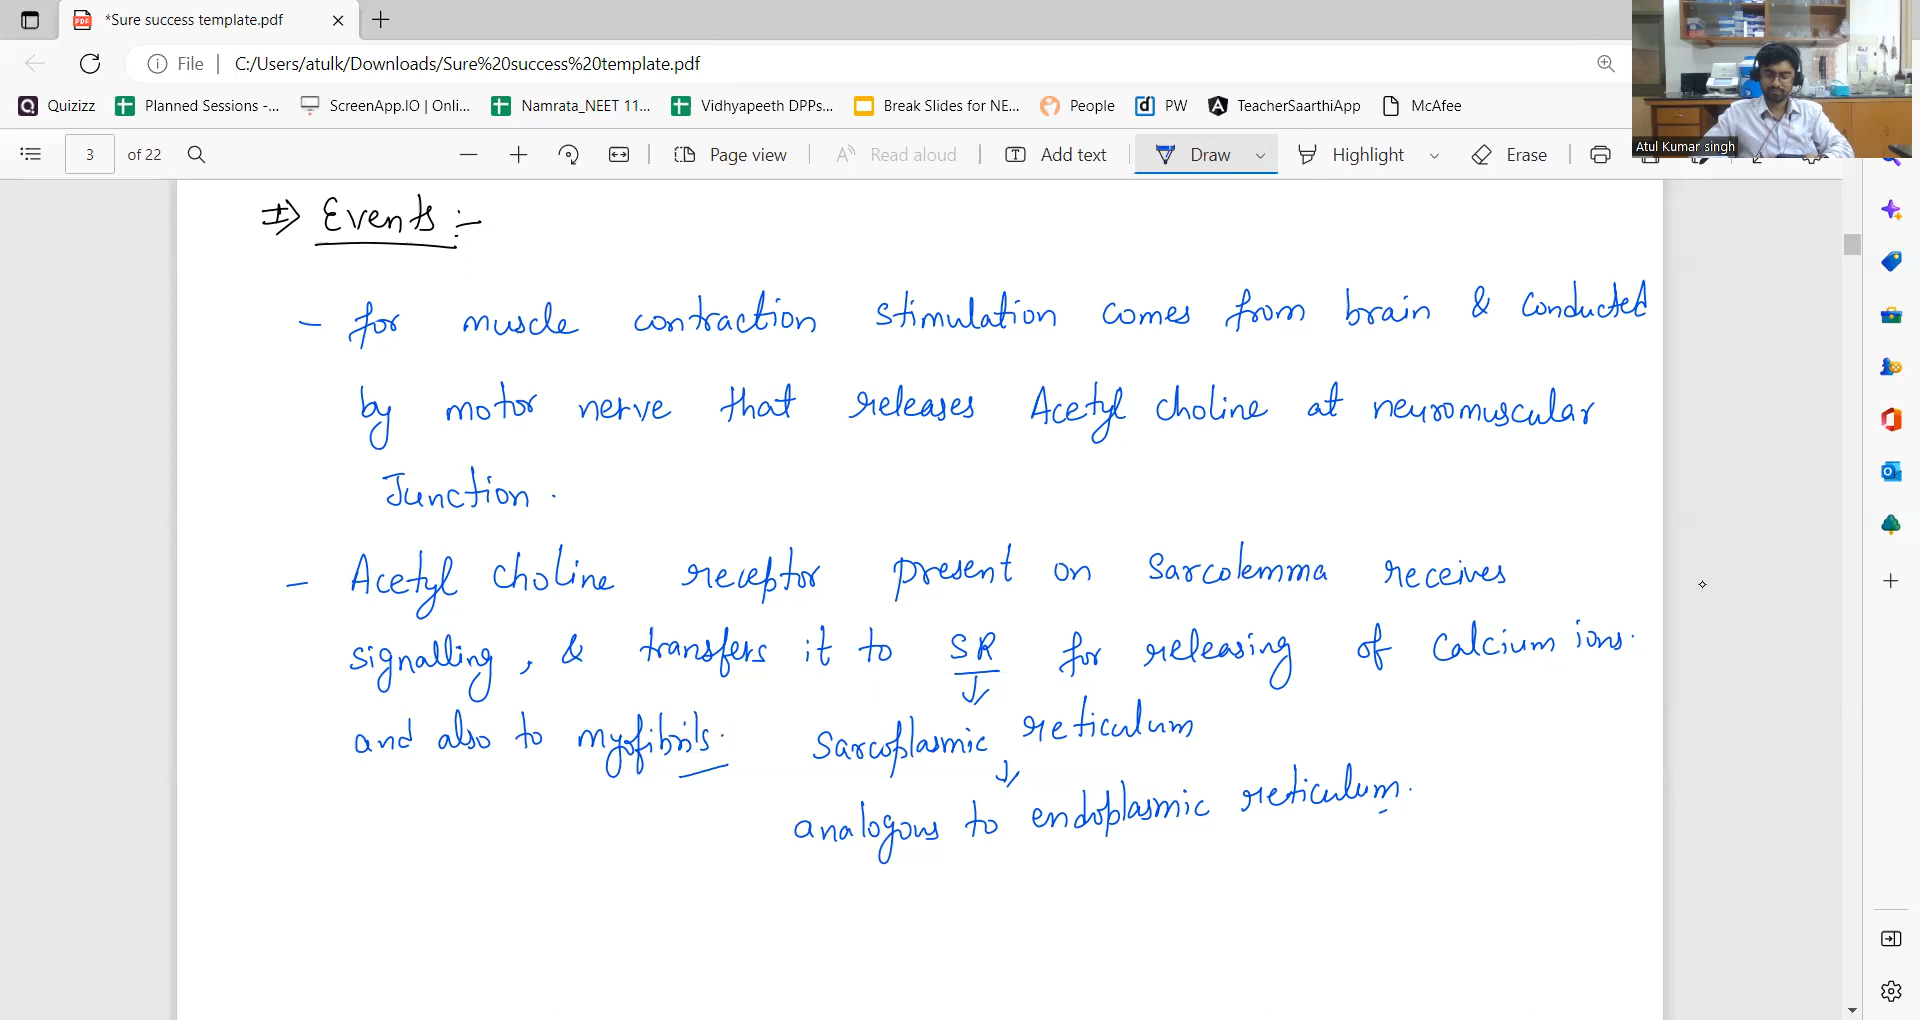 *Sure success template.pdf
File
C:/Users/atulk/Downloads/Sure%20success%20template.pdf
Quizizz
Planned Sessions -...
ScreenApp.IO | Onli...
Namrata_NEET 11...
Vidhyapeeth DPPs...
Break Slides for NE...
People
PW
TeacherSaarthiApp
McAfee
Atul Kumar singh
3 of 22
Page view
Read aloud
Add text
Draw
Highlight
Erase
⇒ Events :-
- for muscle contraction stimulation comes from brain & conducted
by motor nerve that releases Acetyl choline at neuromuscular
Junction.
- Acetyl choline receptor present on Sarcolemma receives
signalling, & transfers it to SR for releasing of calcium ions.
and also to myofibrils.
↓
Sarcoplasmic reticulum
↓
analogous to endoplasmic reticulum.